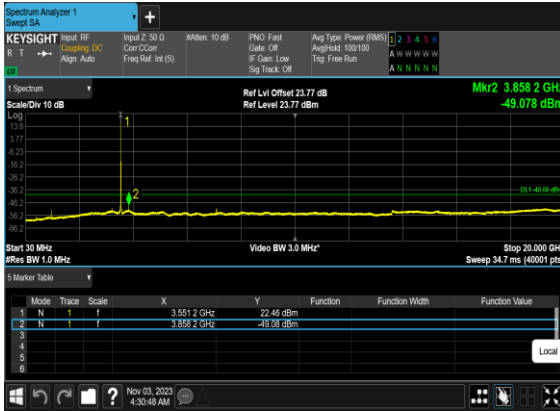 Spectrum Analyzer 1
Swept SA
+
KEYSIGHT Input: RF Input Z: 50 Ω #Atten: 10 dB PNO: Fast Avg Type: Power (RMS) 1 2 3 4 5 6
R T Coupling: DC Corr CCorr Gate: Off Avg|Hold: 100/100 A W W W W W
Align: Auto Freq Ref: Int (S) IF Gain: Low Trig: Free Run
Sig Track: Off A N N N N N
1 Spectrum Ref Lvl Offset 23.77 dB Mkr2 3.858 2 GHz
Scale/Div 10 dB Ref Level 23.77 dBm -49.078 dBm
Log
13.8
3.77
-6.23
-16.2
-26.2
-36.2
-46.2
-56.2
-66.2
1
2
DL1 -40.00 dBm
Start 30 MHz Video BW 3.0 MHz* Stop 20.000 GHz
#Res BW 1.0 MHz Sweep 34.7 ms (40001 pts)
5 Marker Table
Mode Trace Scale X Y Function Function Width Function Value
1 N 1 f 3.551 2 GHz 22.46 dBm
2 N 1 f 3.858 2 GHz -49.08 dBm
3
4
5
6
Local
? Nov 03, 2023
4:30:48 AM